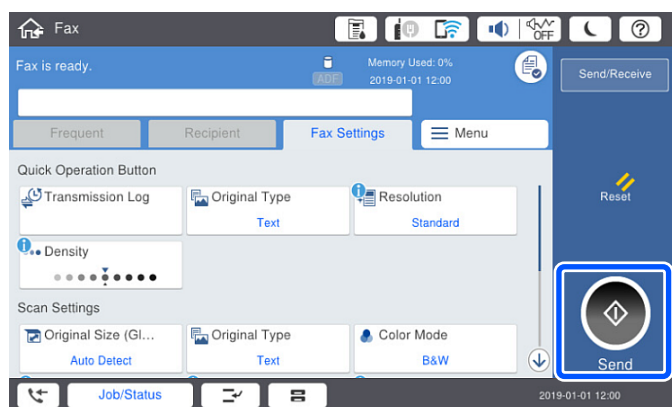 Fax
OFF
Fax is ready.
ADF
Memory Used: 0%
2019-01-01 12:00
Send/Receive
Frequent
Recipient
Fax Settings
Menu
Quick Operation Button
Transmission Log
Original Type
Text
Resolution
Standard
Density
Reset
Scan Settings
Original Size (Gl...
Auto Detect
Original Type
Text
Color Mode
B&W
Send
Job/Status
2019-01-01 12:00